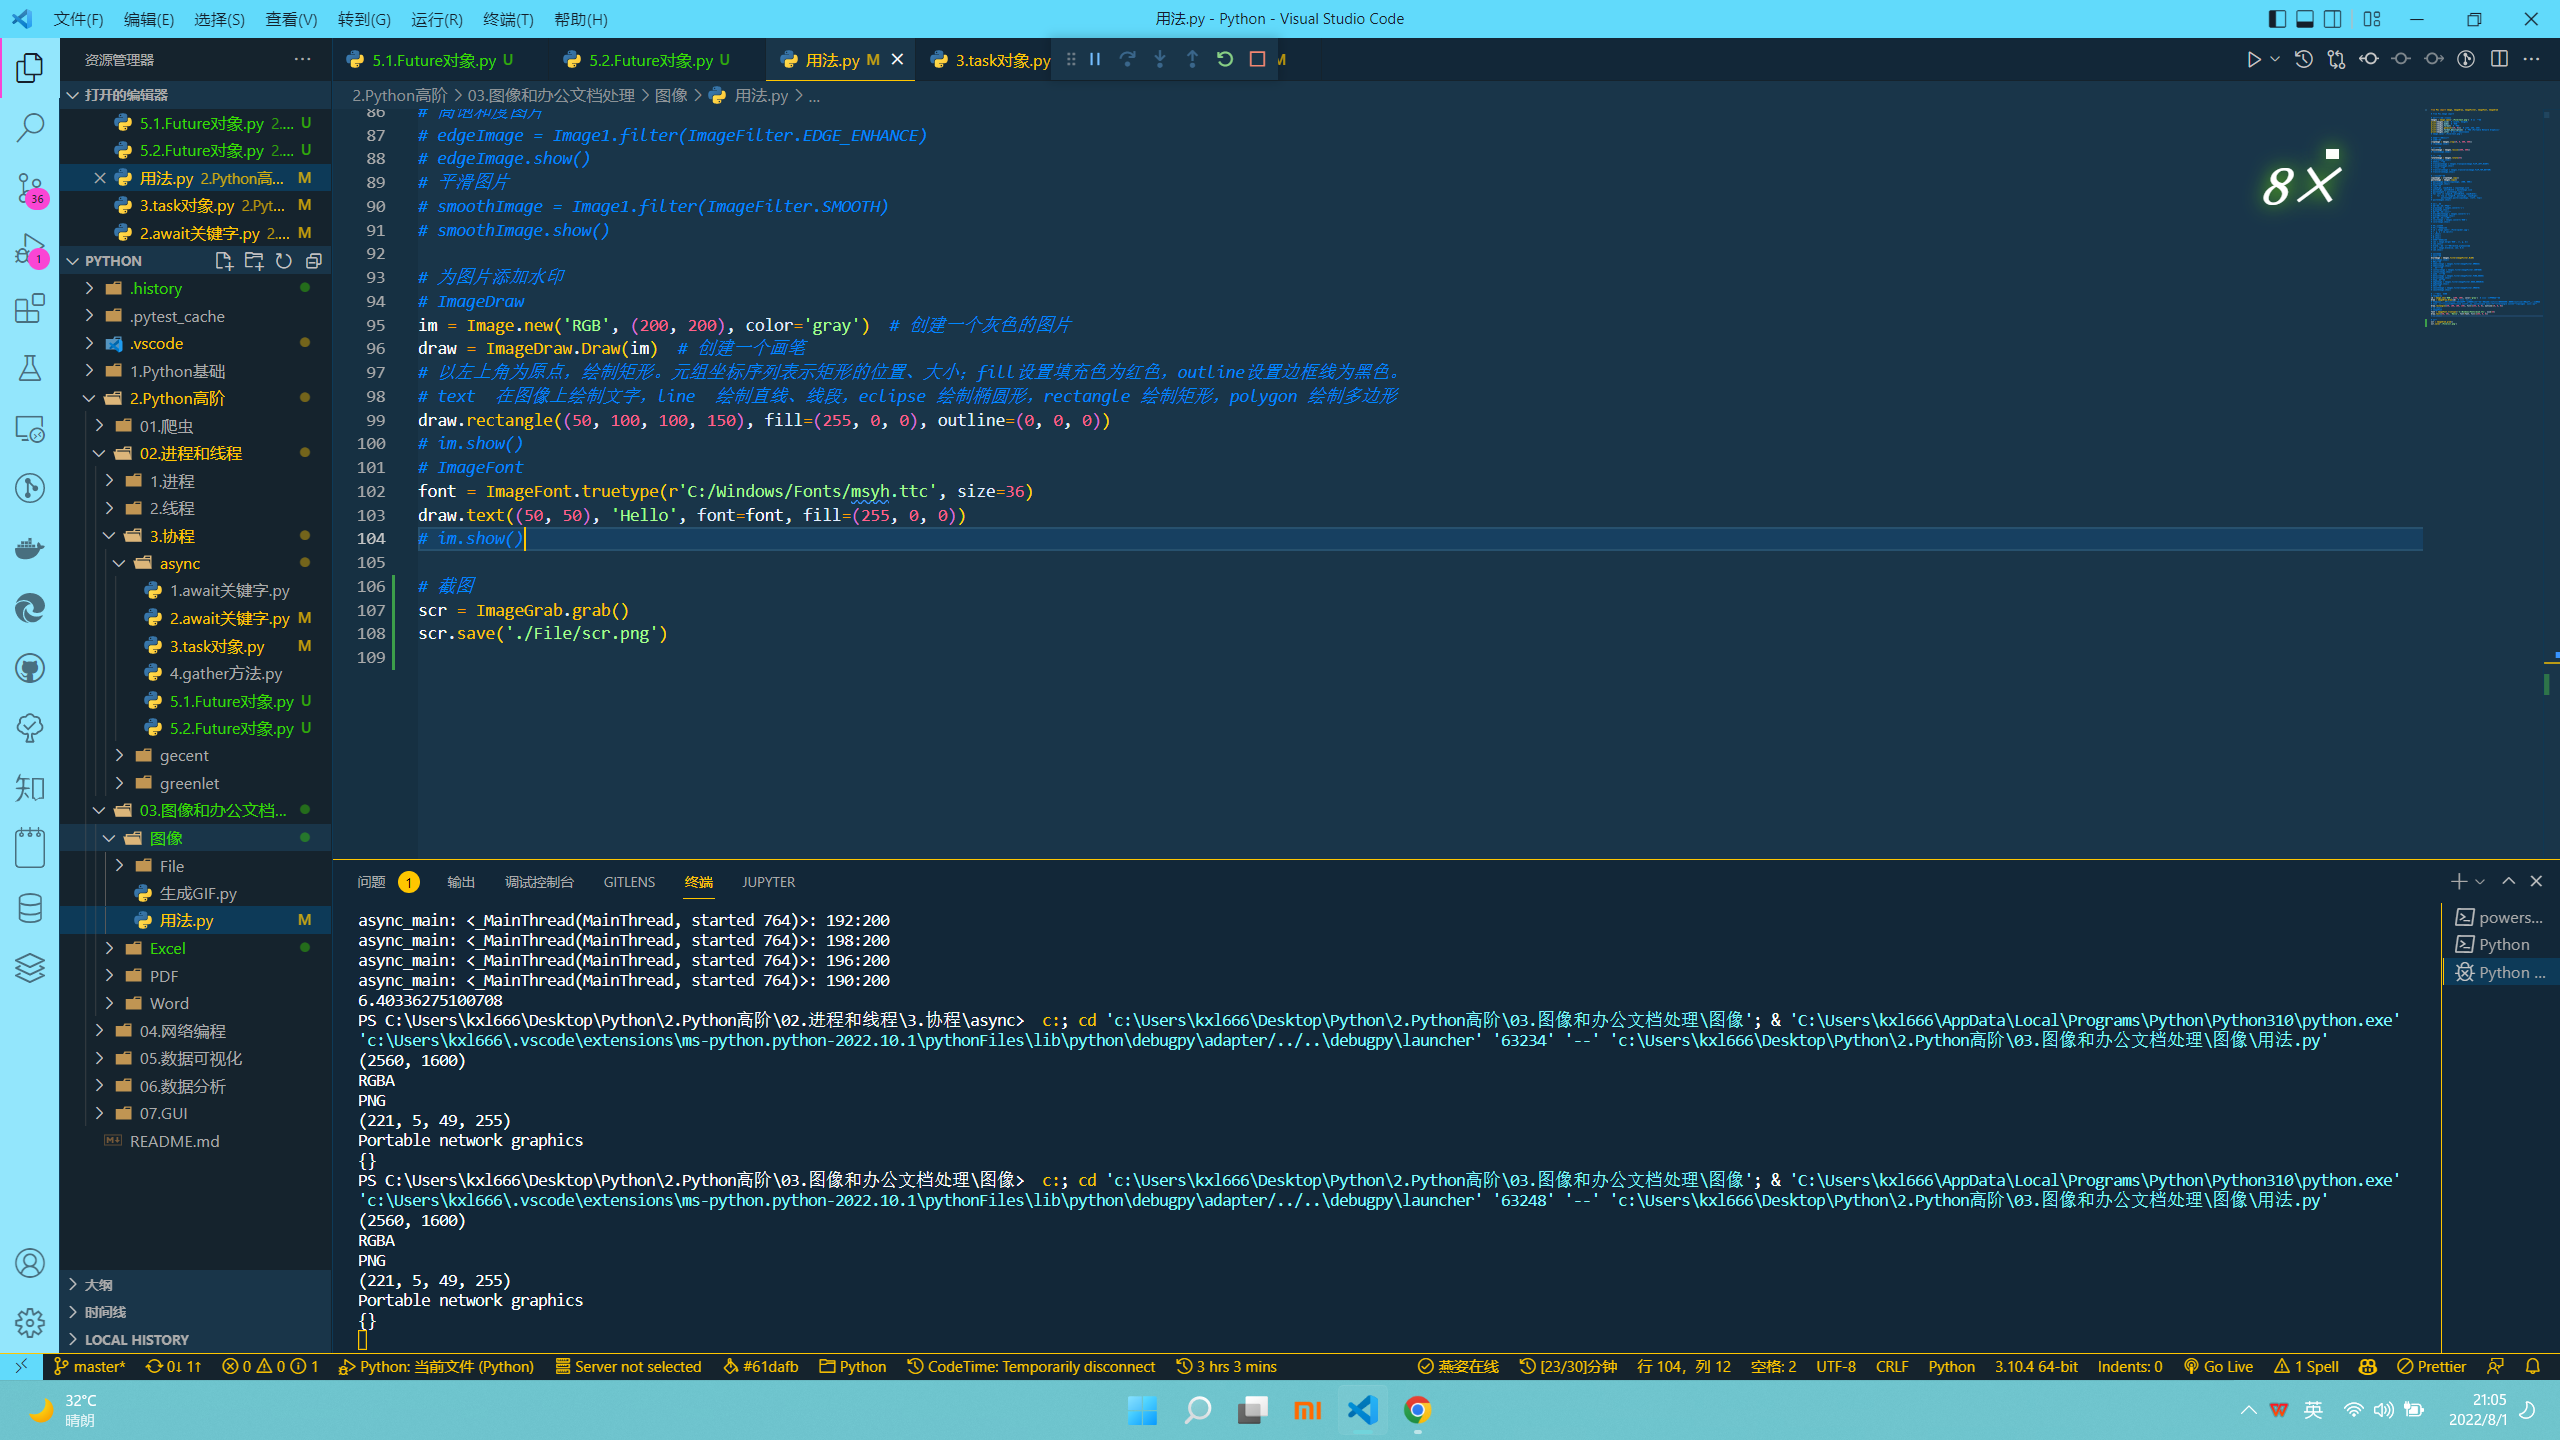 文件(F) 编辑(E) 选择(S) 查看(V) 转到(G) 运行(R) 终端(T) 帮助(H) 用法.py - Python - Visual Studio Code
资源管理器 ···
5.1.Future对象.py U 5.2.Future对象.py U 用法.py M 3.task对象.py M
打开的编辑器
5.1.Future对象.py 2.... U
5.2.Future对象.py 2.... U
用法.py 2.Python高... M
3.task对象.py 2.Pyt... M
2.await关键字.py 2.... M
PYTHON
.history
.pytest_cache
.vscode
1.Python基础
2.Python高阶
01.爬虫
02.进程和线程
1.进程
2.线程
3.协程
async
1.await关键字.py
2.await关键字.py M
3.task对象.py M
4.gather方法.py
5.1.Future对象.py U
5.2.Future对象.py U
gecent
greenlet
03.图像和办公文档...
图像
File
生成GIF.py
用法.py M
Excel
PDF
Word
04.网络编程
05.数据可视化
06.数据分析
07.GUI
README.md
大纲
时间线
LOCAL HISTORY
36
1
知
2.Python高阶 > 03.图像和办公文档处理 > 图像 > 用法.py > ...
86 # 高饱和度图片
87 # edgeImage = Image1.filter(ImageFilter.EDGE_ENHANCE)
88 # edgeImage.show()
89 # 平滑图片
90 # smoothImage = Image1.filter(ImageFilter.SMOOTH)
91 # smoothImage.show()
92
93 # 为图片添加水印
94 # ImageDraw
95 im = Image.new('RGB', (200, 200), color='gray')  # 创建一个灰色的图片
96 draw = ImageDraw.Draw(im)  # 创建一个画笔
97 # 以左上角为原点，绘制矩形。元组坐标序列表示矩形的位置、大小；fill设置填充色为红色，outline设置边框线为黑色。
98 # text  在图像上绘制文字，line  绘制直线、线段，eclipse 绘制椭圆形，rectangle 绘制矩形，polygon 绘制多边形
99 draw.rectangle((50, 100, 100, 150), fill=(255, 0, 0), outline=(0, 0, 0))
100 # im.show()
101 # ImageFont
102 font = ImageFont.truetype(r'C:/Windows/Fonts/msyh.ttc', size=36)
103 draw.text((50, 50), 'Hello', font=font, fill=(255, 0, 0))
104 # im.show()
105
106 # 截图
107 scr = ImageGrab.grab()
108 scr.save('./File/scr.png')
109
8×
问题 1 输出 调试控制台 GITLENS 终端 JUPYTER
async_main: <_MainThread(MainThread, started 764)>: 192:200
async_main: <_MainThread(MainThread, started 764)>: 198:200
async_main: <_MainThread(MainThread, started 764)>: 196:200
async_main: <_MainThread(MainThread, started 764)>: 190:200
6.40336275100708
PS C:\Users\kxl666\Desktop\Python\2.Python高阶\02.进程和线程\3.协程\async>  c:; cd 'c:\Users\kxl666\Desktop\Python\2.Python高阶\03.图像和办公文档处理\图像'; & 'C:\Users\kxl666\AppData\Local\Programs\Python\Python310\python.exe'
'c:\Users\kxl666\.vscode\extensions\ms-python.python-2022.10.1\pythonFiles\lib\python\debugpy\adapter/../..\debugpy\launcher' '63234' '--' 'c:\Users\kxl666\Desktop\Python\2.Python高阶\03.图像和办公文档处理\图像\用法.py'
(2560, 1600)
RGBA
PNG
(221, 5, 49, 255)
Portable network graphics
{}
PS C:\Users\kxl666\Desktop\Python\2.Python高阶\03.图像和办公文档处理\图像>  c:; cd 'c:\Users\kxl666\Desktop\Python\2.Python高阶\03.图像和办公文档处理\图像'; & 'C:\Users\kxl666\AppData\Local\Programs\Python\Python310\python.exe'
'c:\Users\kxl666\.vscode\extensions\ms-python.python-2022.10.1\pythonFiles\lib\python\debugpy\adapter/../..\debugpy\launcher' '63248' '--' 'c:\Users\kxl666\Desktop\Python\2.Python高阶\03.图像和办公文档处理\图像\用法.py'
(2560, 1600)
RGBA
PNG
(221, 5, 49, 255)
Portable network graphics
{}
powers...
Python
Python ...
master* 0↓ 1↑ 0 0 1 Python: 当前文件 (Python) Server not selected #61dafb Python CodeTime: Temporarily disconnect 3 hrs 3 mins 燕姿在线 [23/30]分钟 行 104，列 12 空格: 2 UTF-8 CRLF Python 3.10.4 64-bit Indents: 0 Go Live 1 Spell Prettier
32°C
晴朗
mi
英
21:05
2022/8/1